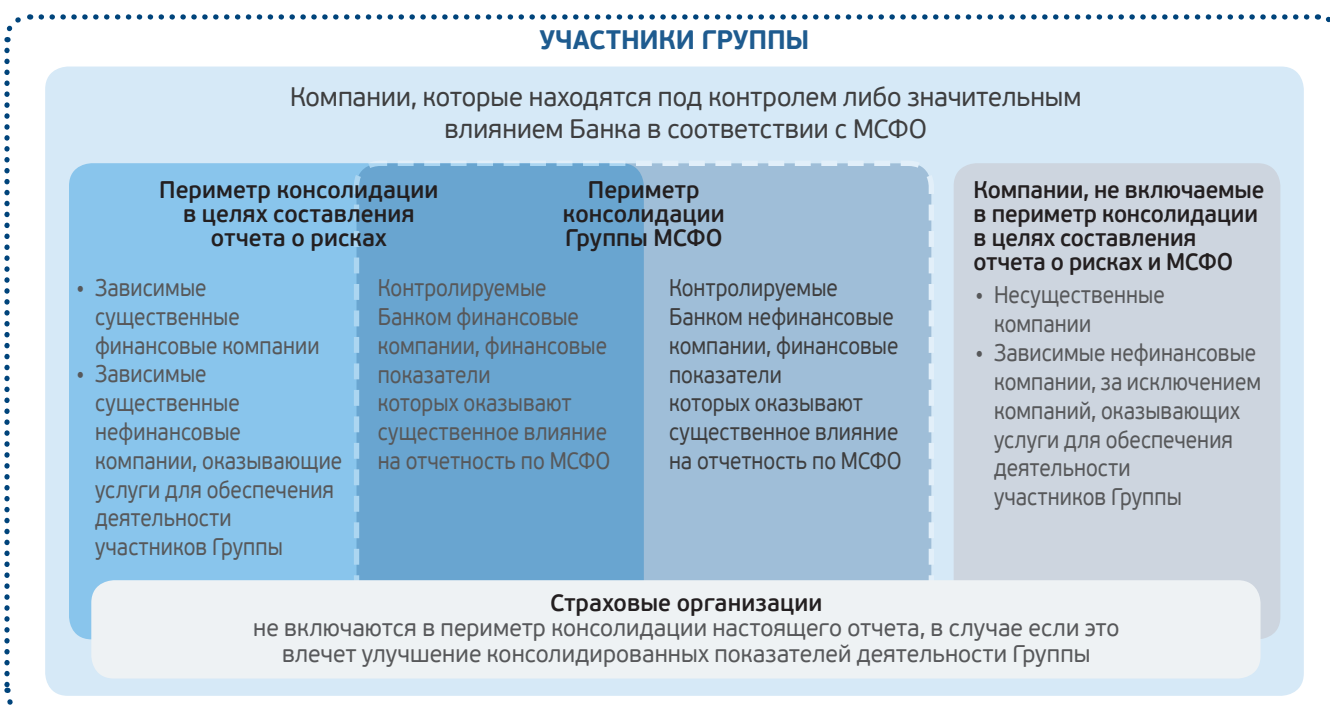 УЧАСТНИКИ ГРУППЫ
Компании, которые находятся под контролем либо значительным
влиянием Банка в соответствии с МСФО
Периметр консолидации
в целях составления
отчета о рисках
• Зависимые
существенные
финансовые компании
• Зависимые
существенные
нефинансовые
компании, оказывающие
услуги для обеспечения
деятельности
участников Группы
Периметр
консолидации
Группы МСФО
Контролируемые
Банком финансовые
компании, финансовые
показатели
которых оказывают
существенное влияние
на отчетность по МСФО
Контролируемые
Банком нефинансовые
компании, финансовые
показатели
которых оказывают
существенное влияние
на отчетность по МСФО
Компании, не включаемые
в периметр консолидации
в целях составления
отчета о рисках и МСФО
• Несущественные
компании
• Зависимые нефинансовые
компании, за исключением
компаний, оказывающих
услуги для обеспечения
деятельности
участников Группы
Страховые организации
не включаются в периметр консолидации настоящего отчета, в случае если это
влечет улучшение консолидированных показателей деятельности Группы